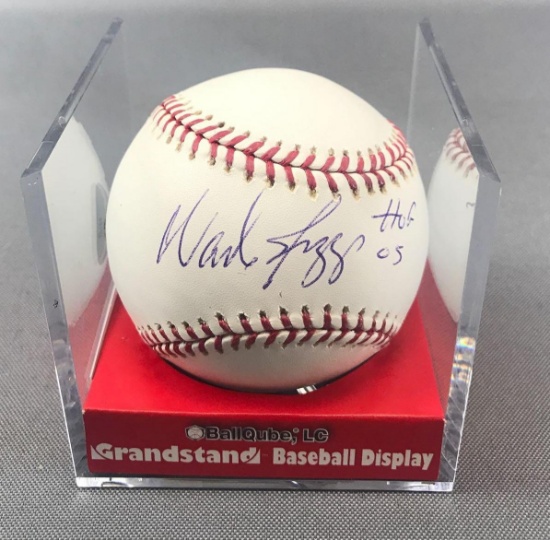 Wade Boggs HOF
05
BallQube, LC
Grandstand Baseball Display